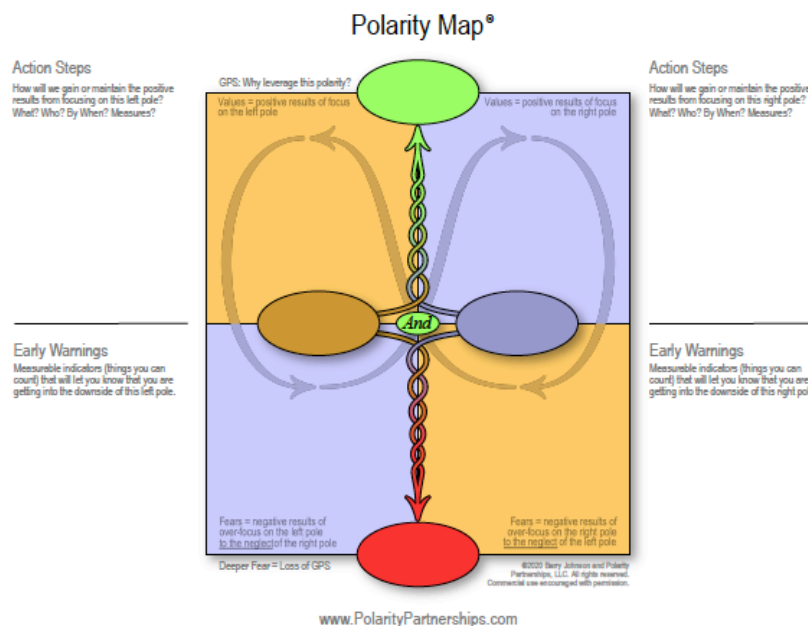 Polarity Map®
Action Steps
How will we gain or maintain the positive
results from focusing on this left pole?
What? Who? By When? Measures?
GPS: Why leverage this polarity?
Values = positive results of focus
on the left pole
Values = positive results of focus
on the right pole
Action Steps
How will we gain or maintain the positive
results from focusing on this right pole?
What? Who? By When? Measures?
And
Early Warnings
Measurable indicators (things you can
count) that will let you know that you are
getting into the downside of this left pole.
Early Warnings
Measurable indicators (things you can
count) that will let you know that you are
getting into the downside of this right pol
Fears = negative results of
over-focus on the left pole
to the neglect of the right pole
Fears = negative results of
over-focus on the right pole
to the neglect of the left pole
Deeper Fear = Loss of GPS
©2020 Barry Johnson and Polarity
Partnerships, LLC. All rights reserved.
Commercial use encouraged with permission.
www.PolarityPartnerships.com